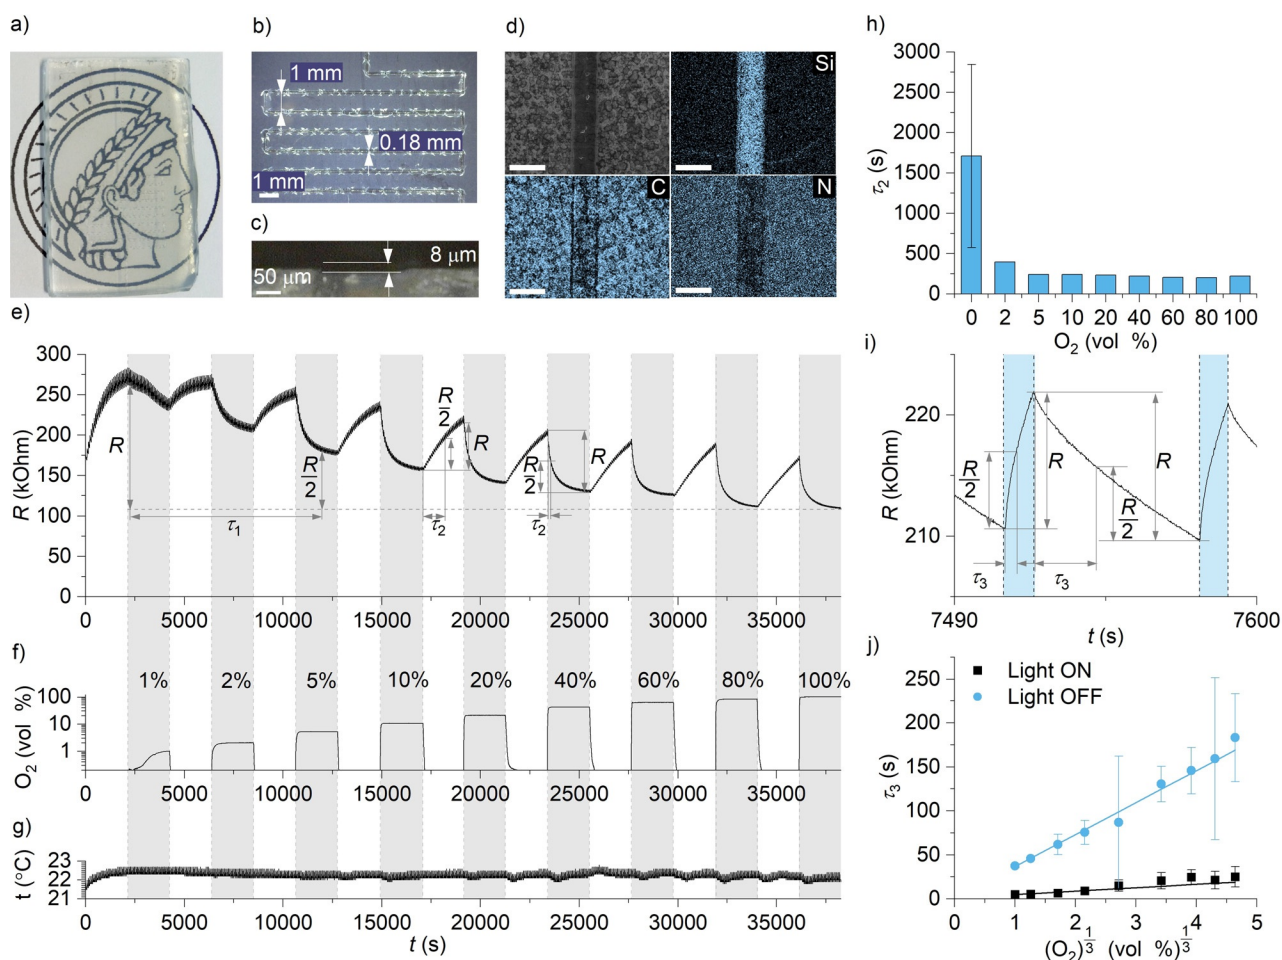 a)
b)
1 mm
0.18 mm
1 mm
c)
8 μm
50 μm
d)
Si
C
N
e)
R (kOhm)
300
250
200
150
100
50
0
R
R/2
τ1
R/2
R
τ2
R/2
R
τ2
0 5000 10000 15000 20000 25000 30000 35000
f)
O2 (vol %)
100
10
1
1% 2% 5% 10% 20% 40% 60% 80% 100%
0 5000 10000 15000 20000 25000 30000 35000
g)
t (°C)
23
22
21
0 5000 10000 15000 20000 25000 30000 35000
t (s)
h)
τ2 (s)
3000
2500
2000
1500
1000
500
0
0 2 5 10 20 40 60 80 100
O2 (vol %)
i)
R (kOhm)
220
210
R/2
R
R
R/2
τ3
τ3
7490 7600
t (s)
j)
Light ON
Light OFF
τ3 (s)
250
200
150
100
50
0
0 1 2 3 4 5
(O2)^1/3 (vol %)^1/3